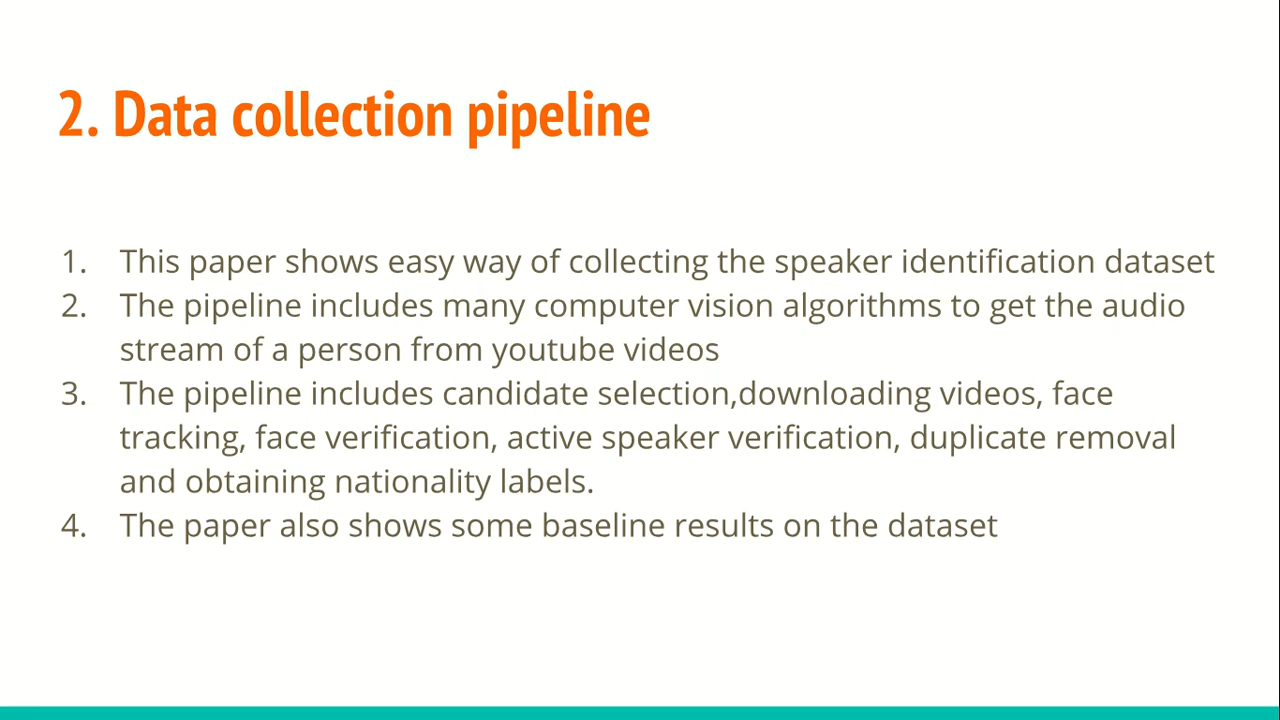 2. Data collection pipeline
1. This paper shows easy way of collecting the speaker identification dataset
2. The pipeline includes many computer vision algorithms to get the audio
stream of a person from youtube videos
3. The pipeline includes candidate selection,downloading videos, face
tracking, face verification, active speaker verification, duplicate removal
and obtaining nationality labels.
4. The paper also shows some baseline results on the dataset